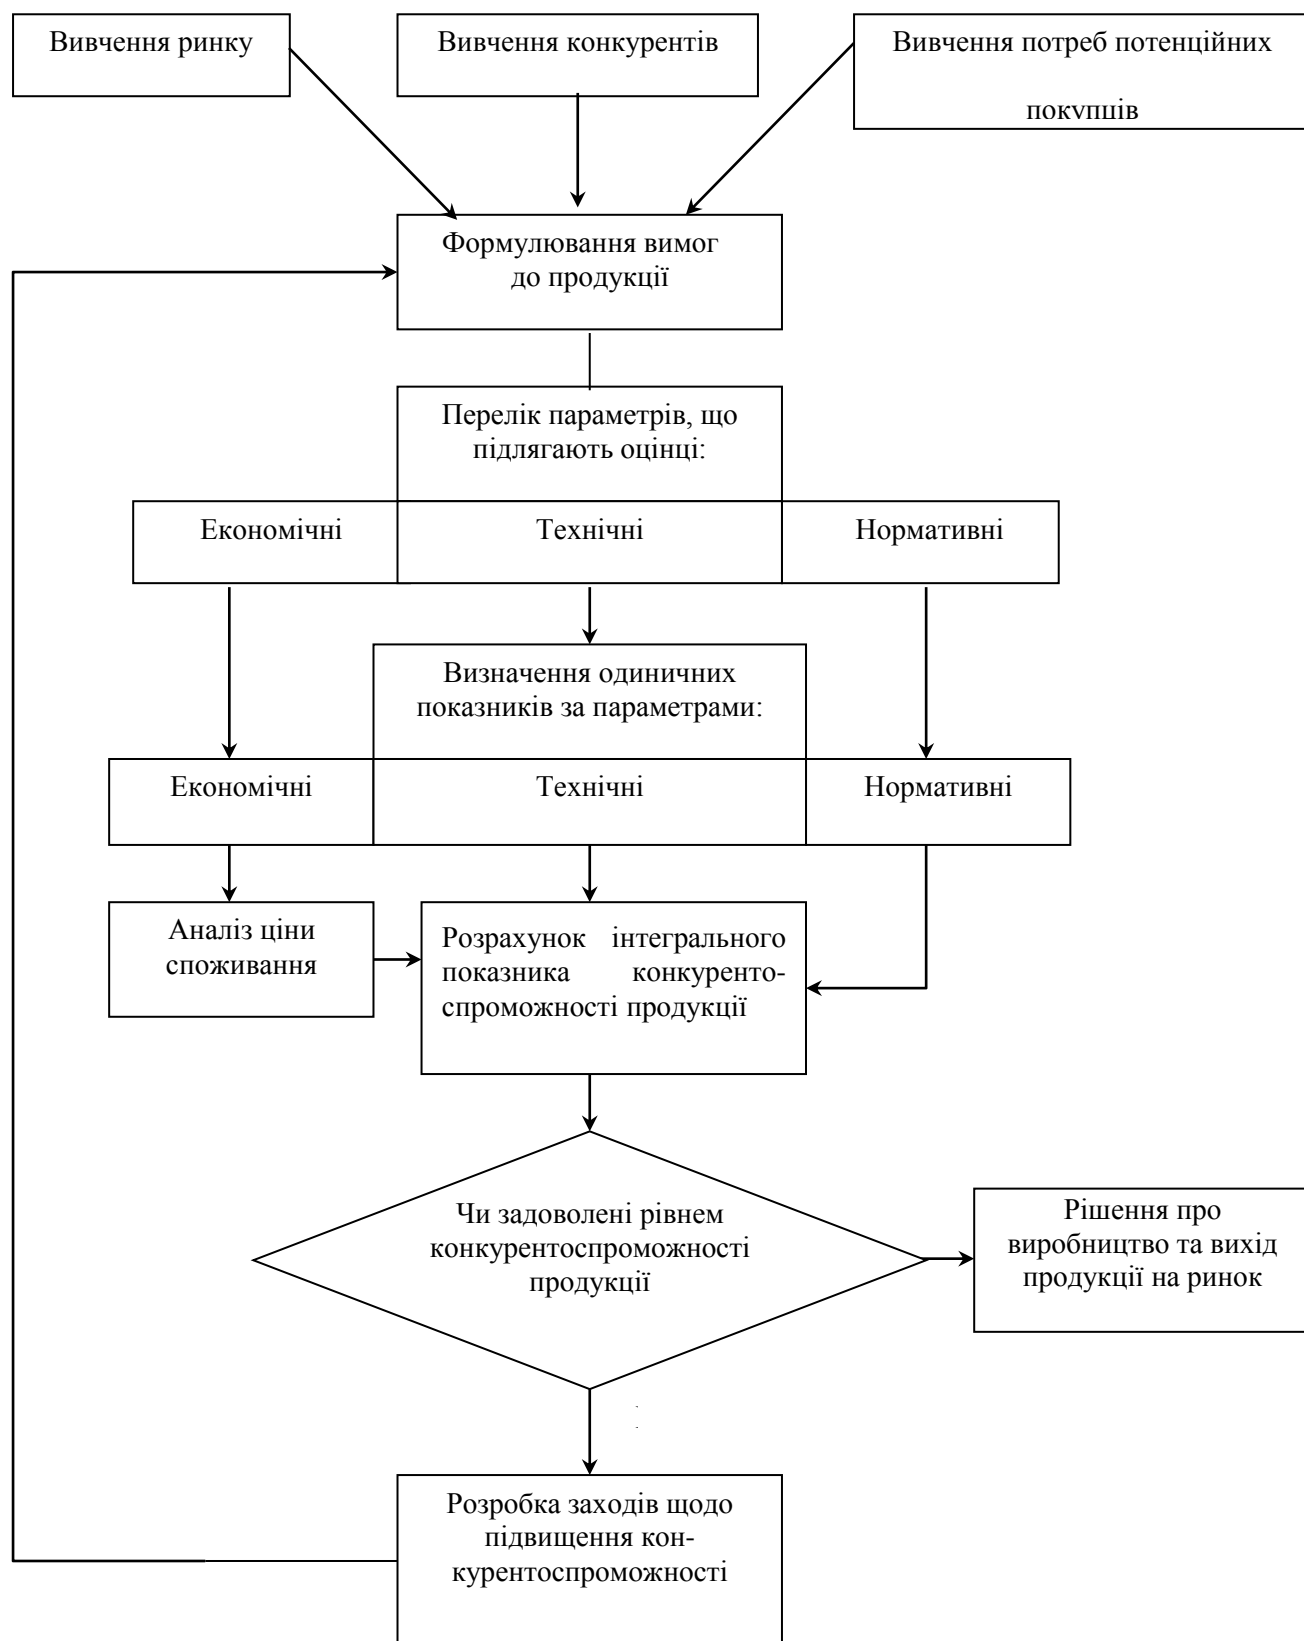 Вивчення ринку
Вивчення конкурентів
Вивчення потреб потенційних
покупців
Формулювання вимог
до продукції
Перелік параметрів, що
підлягають оцінці:
Економічні
Технічні
Нормативні
Визначення одиничних
показників за параметрами:
Економічні
Технічні
Нормативні
Аналіз ціни
споживання
Розрахунок інтегрального
показника конкуренто-
спроможності продукції
Чи задоволені рівнем
конкурентоспроможності
продукції
Рішення про
виробництво та вихід
продукції на ринок
Розробка заходів щодо
підвищення кон-
курентоспроможності